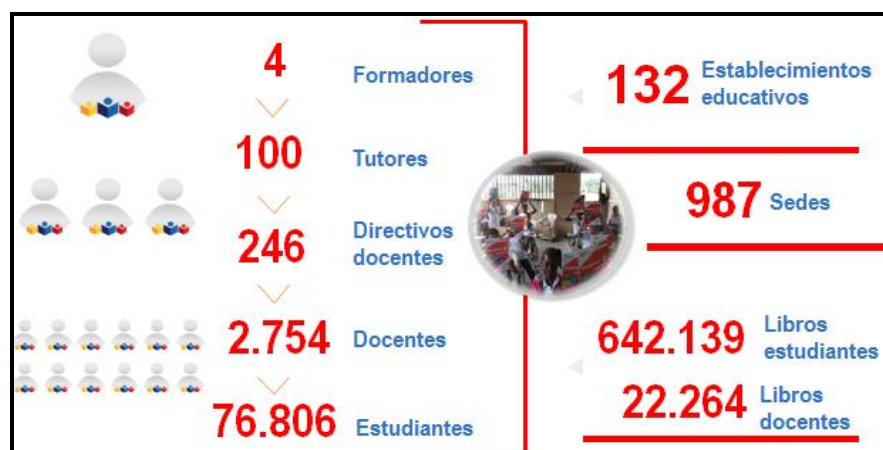 4 Formadores
100 Tutores
246 Directivos
docentes
2.754 Docentes
76.806 Estudiantes
132 Establecimientos
educativos
987 Sedes
642.139 Libros
estudiantes
22.264 Libros
docentes